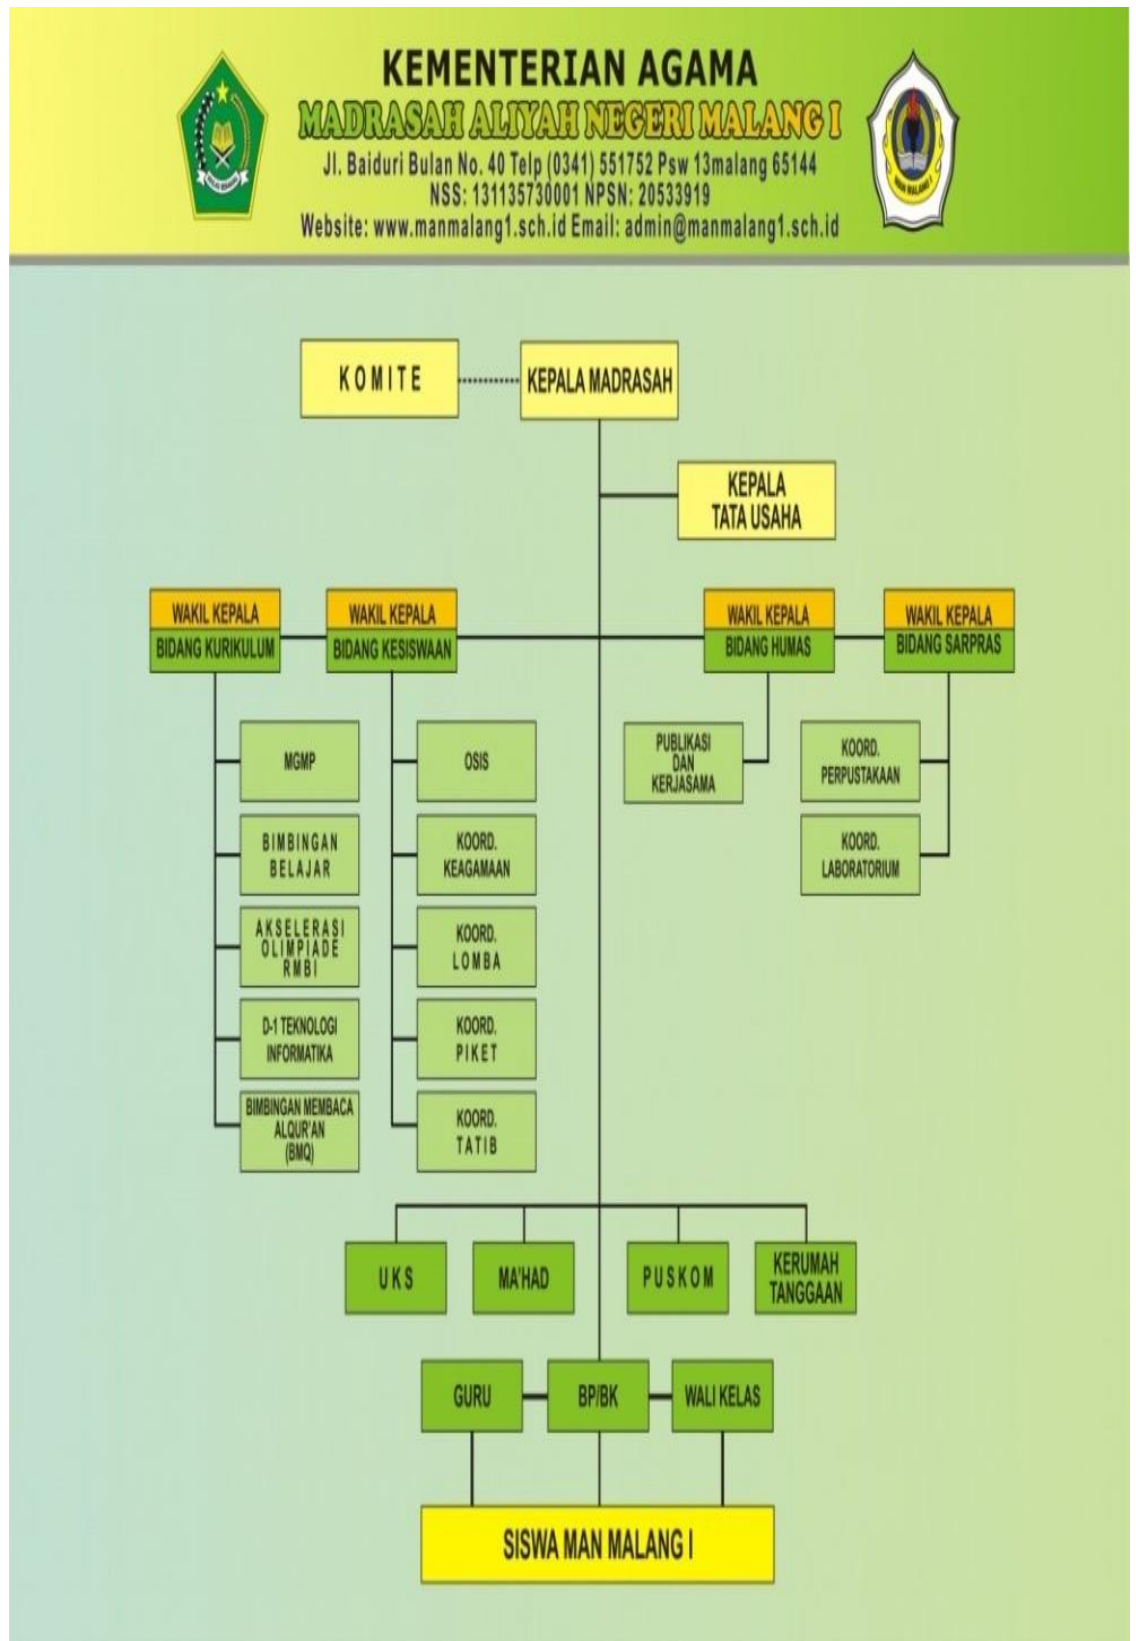 KEMENTERIAN AGAMA
MADRASAH ALIYAH NEGERI MALANG I
Jl. Baiduri Bulan No. 40 Telp (0341) 551752 Psw 13malang 65144
NSS: 131135730001 NPSN: 20533919
Website: www.manmalang1.sch.id Email: admin@manmalang1.sch.id
MAN MALANG I
KOMITE
KEPALA MADRASAH
KEPALA
TATA USAHA
WAKIL KEPALA
BIDANG KURIKULUM
WAKIL KEPALA
BIDANG KESISWAAN
WAKIL KEPALA
BIDANG HUMAS
WAKIL KEPALA
BIDANG SARPRAS
MGMP
BIMBINGAN
BELAJAR
AKSELERASI
OLIMPIADE
RMBI
D-1 TEKNOLOGI
INFORMATIKA
BIMBINGAN MEMBACA
ALQUR'AN
(BMQ)
OSIS
KOORD.
KEAGAMAAN
KOORD.
LOMBA
KOORD.
PIKET
KOORD.
TATIB
PUBLIKASI
DAN
KERJASAMA
KOORD.
PERPUSTAKAAN
KOORD.
LABORATORIUM
UKS
MA'HAD
PUSKOM
KERUMAH
TANGGAAN
GURU
BP/BK
WALI KELAS
SISWA MAN MALANG I